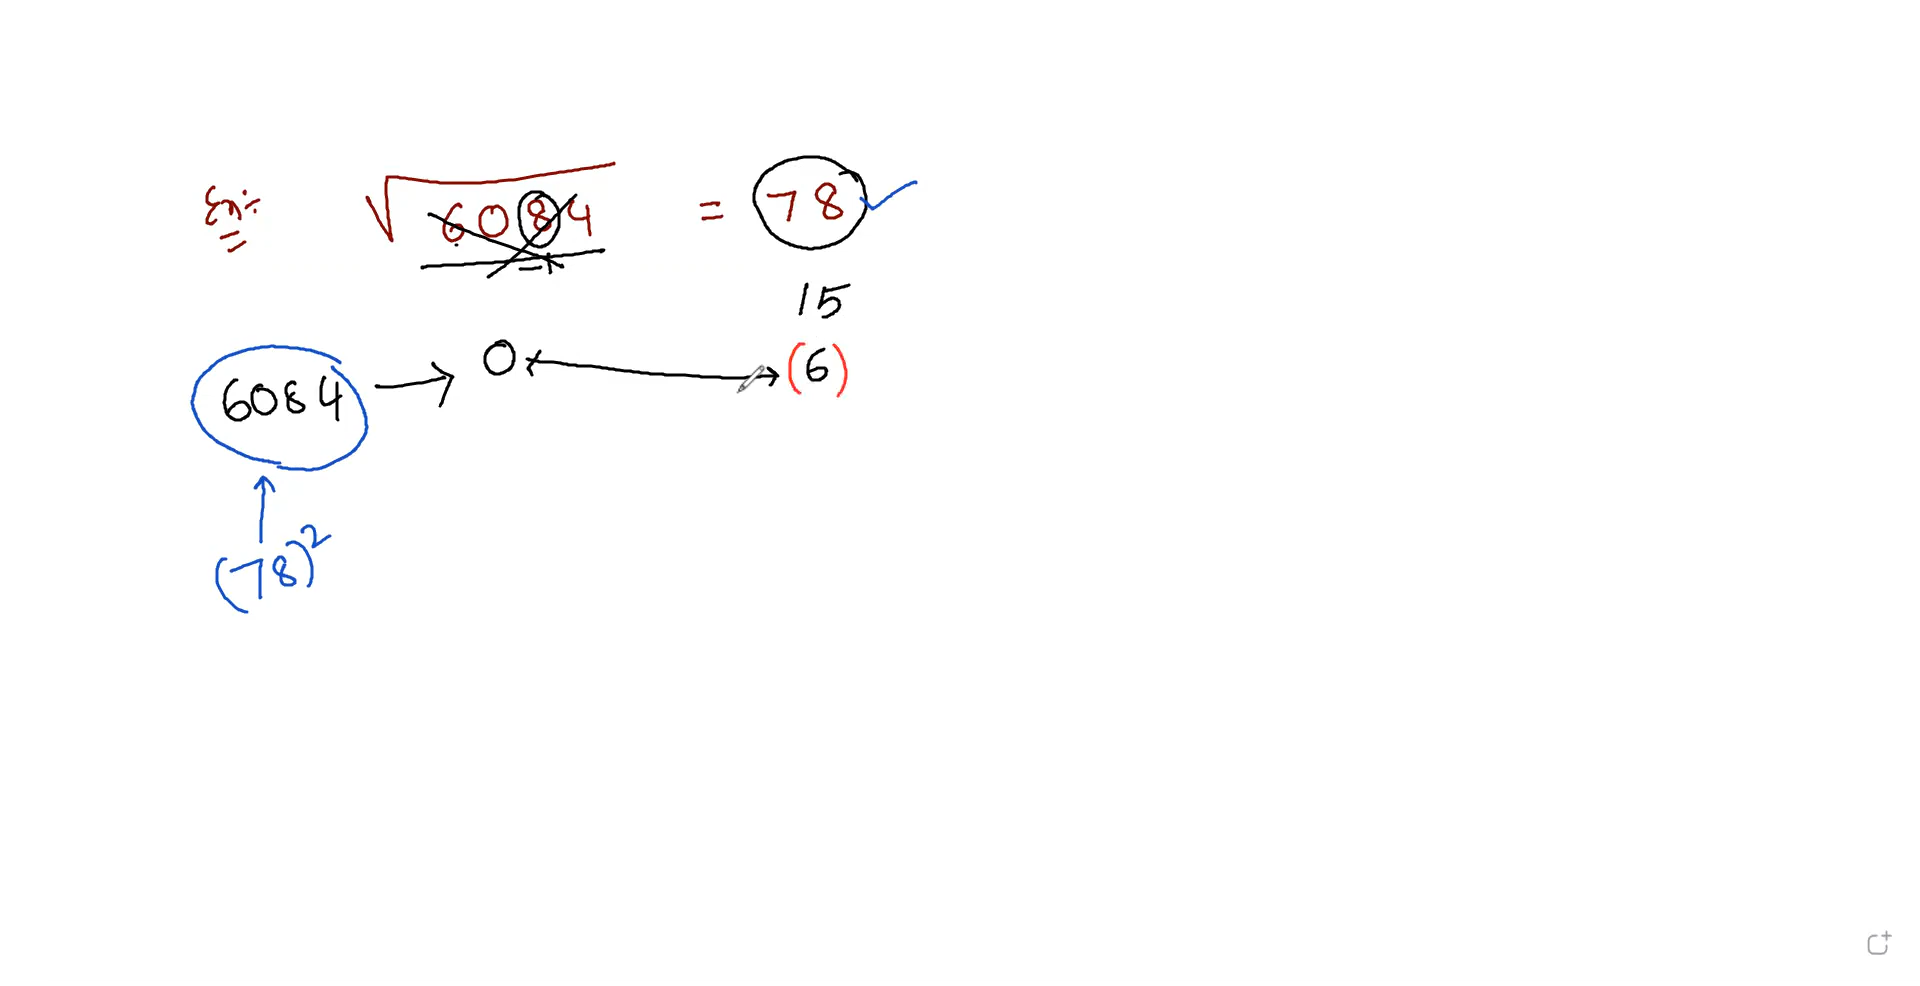 Ex:- √6084 = 78 ✓
15
6084 → 0 ↔ (6)
(78)²